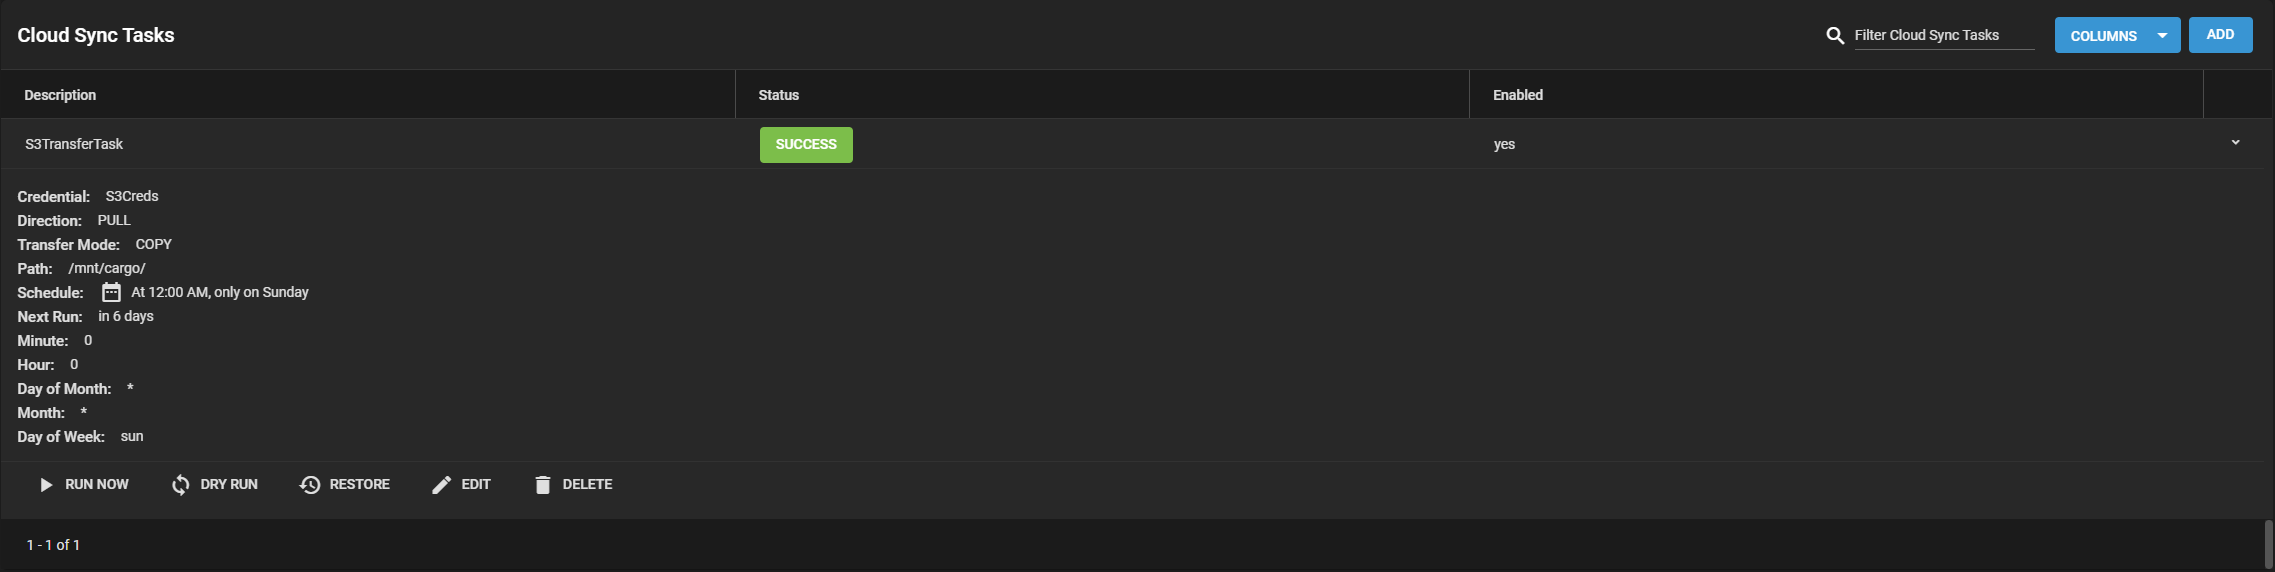 Cloud Sync Tasks
Filter Cloud Sync Tasks
COLUMNS
ADD
Description Status Enabled
S3TransferTask SUCCESS yes
Credential: S3Creds
Direction: PULL
Transfer Mode: COPY
Path: /mnt/cargo/
Schedule: At 12:00 AM, only on Sunday
Next Run: in 6 days
Minute: 0
Hour: 0
Day of Month: *
Month: *
Day of Week: sun
RUN NOW DRY RUN RESTORE EDIT DELETE
1 - 1 of 1